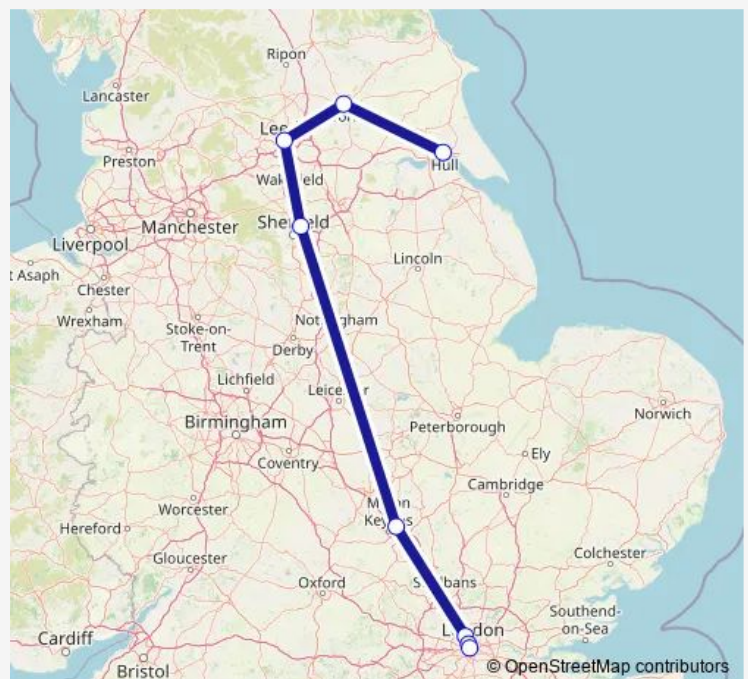 Ripon
Lancaster
Preston
Hull
Manchester
Liverpool
Lincoln
t Asaph
Chester
Wrexham
Stoke-on-
Trent
Derby
Lichfield
Norwich
Birmingham
Peterborough
Coventry
Ely
Cambridge
Worcester
Hereford
Gloucester
Colchester
Oxford
Southend-
on-Sea
Cardiff
Bristol
© OpenStreetMap contributors